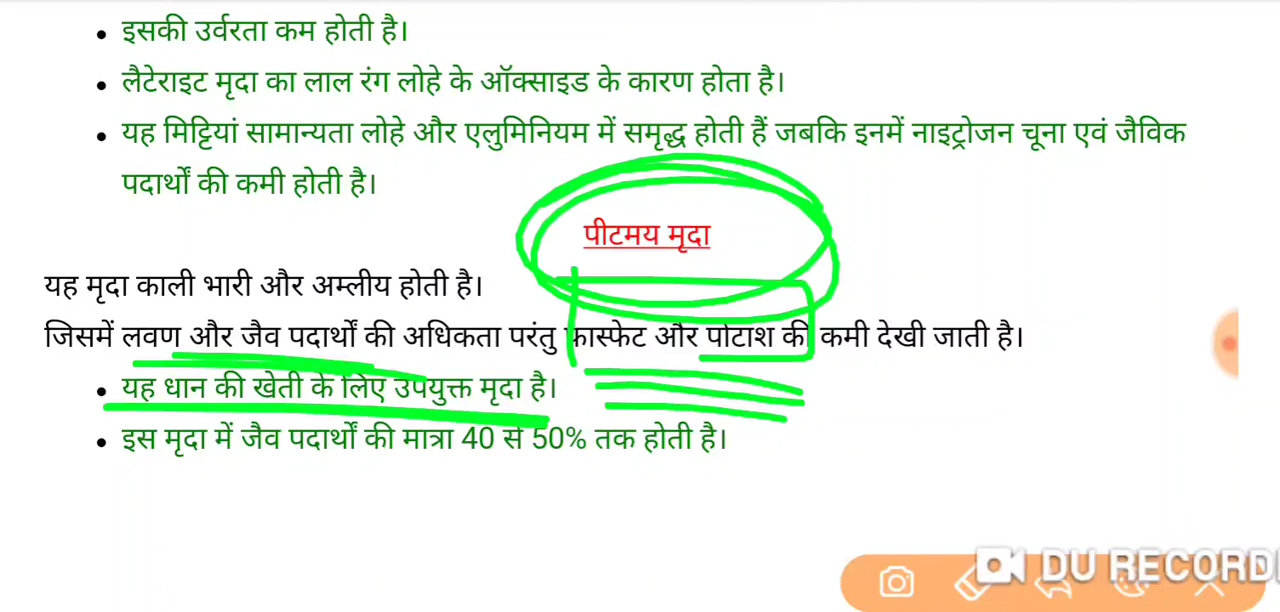 इसकी उर्वरता कम होती है।
लैटेराइट मृदा का लाल रंग लोहे के ऑक्साइड के कारण होता है।
यह मिट्टियां सामान्यता लोहे और एलुमिनियम में समृद्ध होती हैं जबकि इनमें नाइट्रोजन चूना एवं जैविक
पदार्थों की कमी होती है।
पीटमय मृदा
यह मृदा काली भारी और अम्लीय होती है।
जिसमें लवण और जैव पदार्थों की अधिकता परंतु फास्फेट और पोटाश की कमी देखी जाती है।
यह धान की खेती के लिए उपयुक्त मृदा है।
इस मृदा में जैव पदार्थों की मात्रा 40 से 50% तक होती है।
DU RECORD